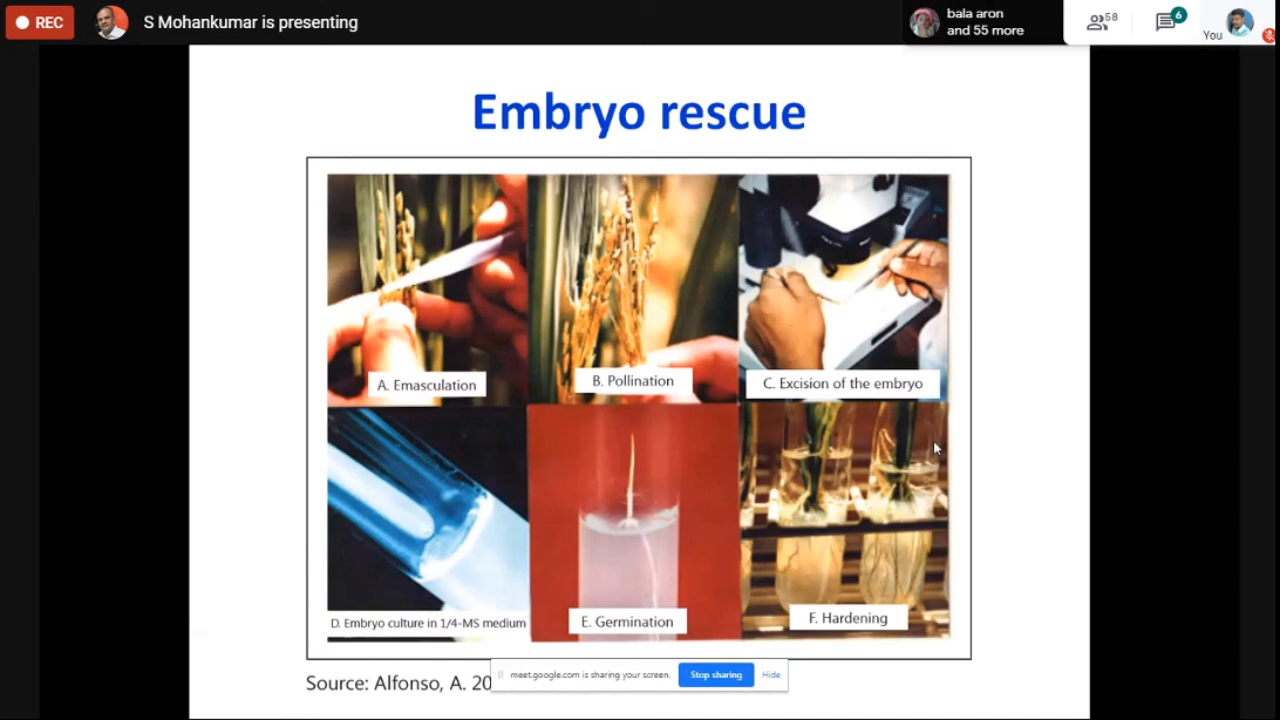 REC
S Mohankumar is presenting
bala aron
and 55 more
58
6
You
Embryo rescue
A. Emasculation
B. Pollination
C. Excision of the embryo
D. Embryo culture in 1/4-MS medium
E. Germination
F. Hardening
Source: Alfonso, A. 20
meet.google.com is sharing your screen.
Stop sharing
Hide